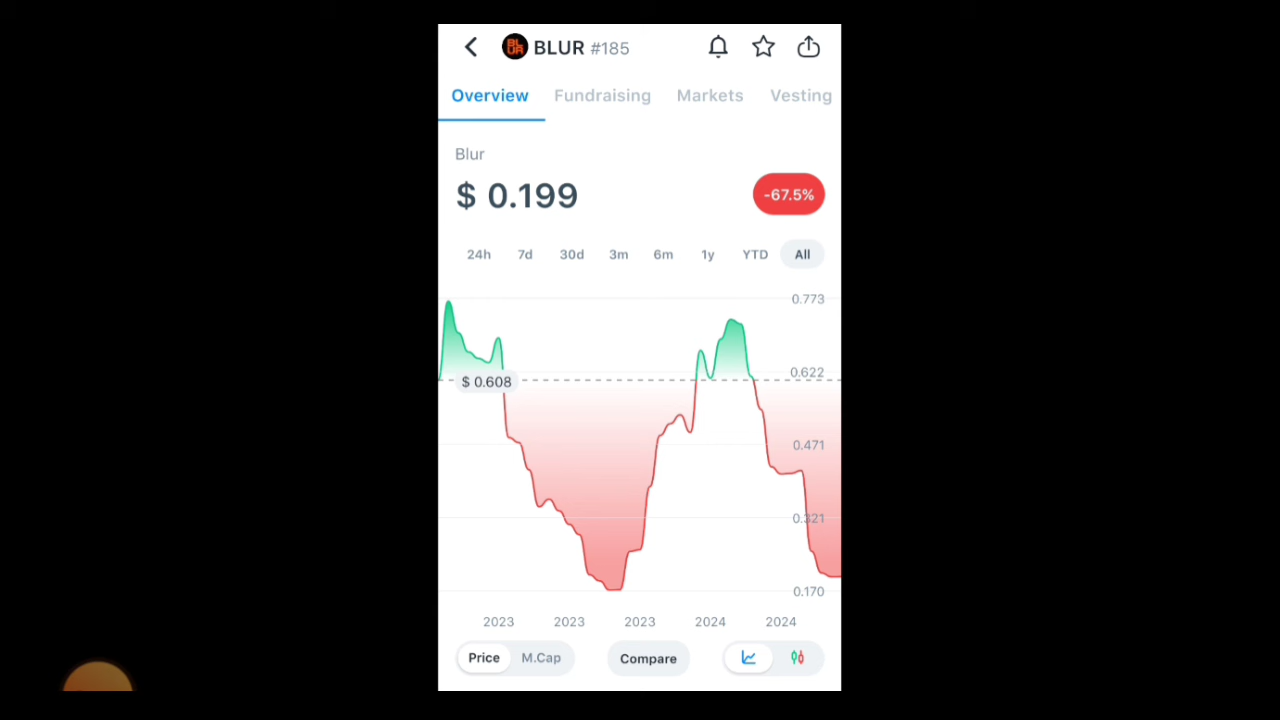 BLUR BLUR #185
Overview Fundraising Markets Vesting
Blur
$ 0.199 -67.5%
24h 7d 30d 3m 6m 1y YTD All
0.773
0.622
$ 0.608
0.471
0.321
0.170
2023 2023 2023 2024 2024
Price M.Cap Compare